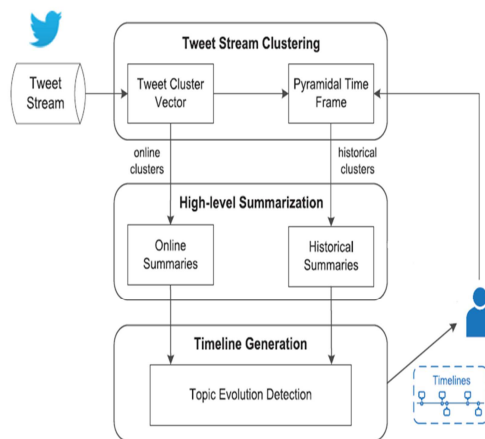 Tweet Stream Clustering
Tweet
Stream
Tweet Cluster
Vector
Pyramidal Time
Frame
online
clusters
historical
clusters
High-level Summarization
Online
Summaries
Historical
Summaries
Timeline Generation
Topic Evolution Detection
Timelines